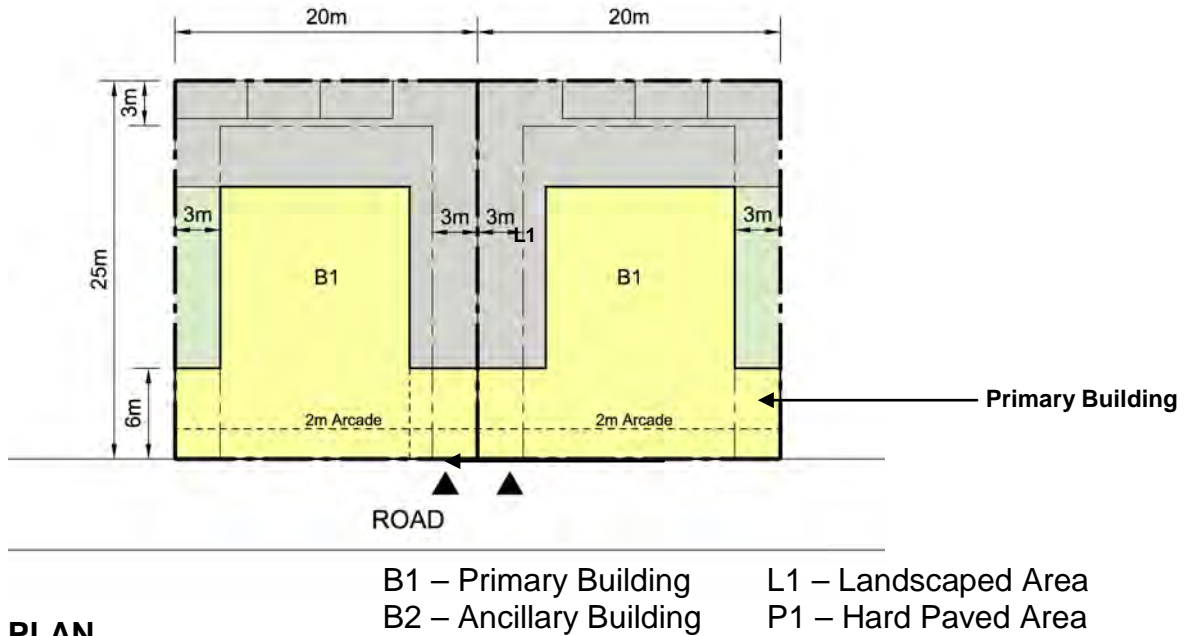 20m 20m
3m
3m 3m 3m 3m
L1
25m
B1 B1
6m
Primary Building
2m Arcade 2m Arcade
ROAD
B1 – Primary Building L1 – Landscaped Area
B2 – Ancillary Building P1 – Hard Paved Area
PLAN